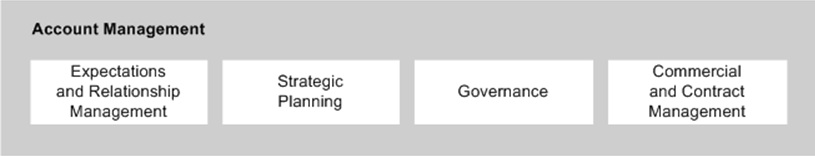 Account Management
Expectations
and Relationship
Management
Strategic
Planning
Governance
Commercial
and Contract
Management